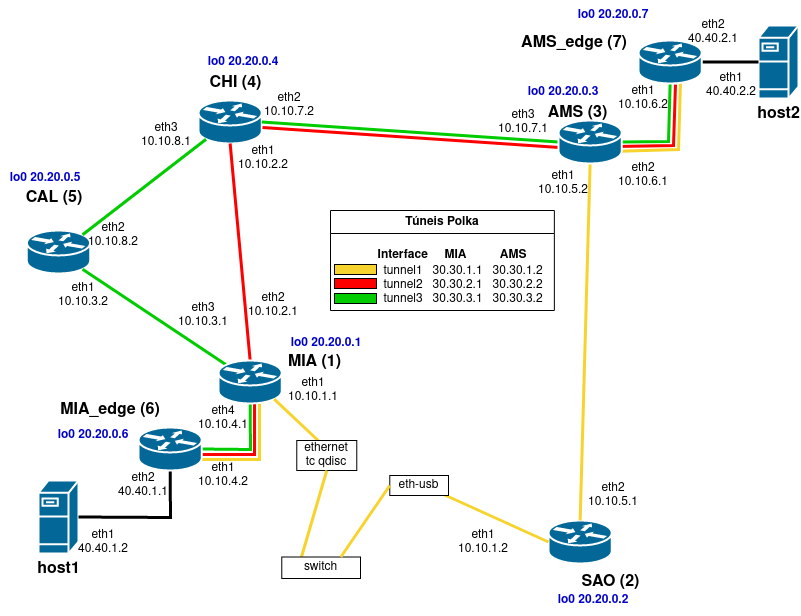 lo0 20.20.0.7
eth2
40.40.2.1
AMS_edge (7)
eth1
40.40.2.2
host2
lo0 20.20.0.4
CHI (4)
eth2
10.10.7.2
lo0 20.20.0.3
eth1
10.10.6.2
AMS (3)
eth3
10.10.7.1
eth3
10.10.8.1
eth1
10.10.2.2
eth1
10.10.5.2
eth2
10.10.6.1
lo0 20.20.0.5
CAL (5)
eth2
10.10.8.2
Túneis Polka
Interface MIA AMS
tunnel1 30.30.1.1 30.30.1.2
tunnel2 30.30.2.1 30.30.2.2
tunnel3 30.30.3.1 30.30.3.2
eth1
10.10.3.2
eth3
10.10.3.1
eth2
10.10.2.1
lo0 20.20.0.1
MIA (1)
eth1
10.10.1.1
MIA_edge (6)
lo0 20.20.0.6
eth4
10.10.4.1
eth1
10.10.4.2
eth2
40.40.1.1
ethernet
tc qdisc
eth-usb
eth2
10.10.5.1
eth1
40.40.1.2
host1
switch
eth1
10.10.1.2
SAO (2)
lo0 20.20.0.2